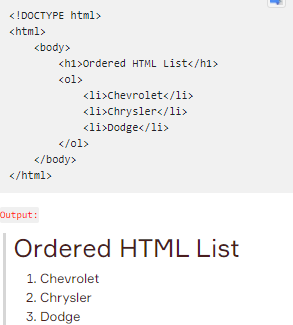 <!DOCTYPE html>
<html>
    <body>
        <h1>Ordered HTML List</h1>
        <ol>
            <li>Chevrolet</li>
            <li>Chrysler</li>
            <li>Dodge</li>
        </ol>
    </body>
</html>
Output:
Ordered HTML List
1. Chevrolet
2. Chrysler
3. Dodge